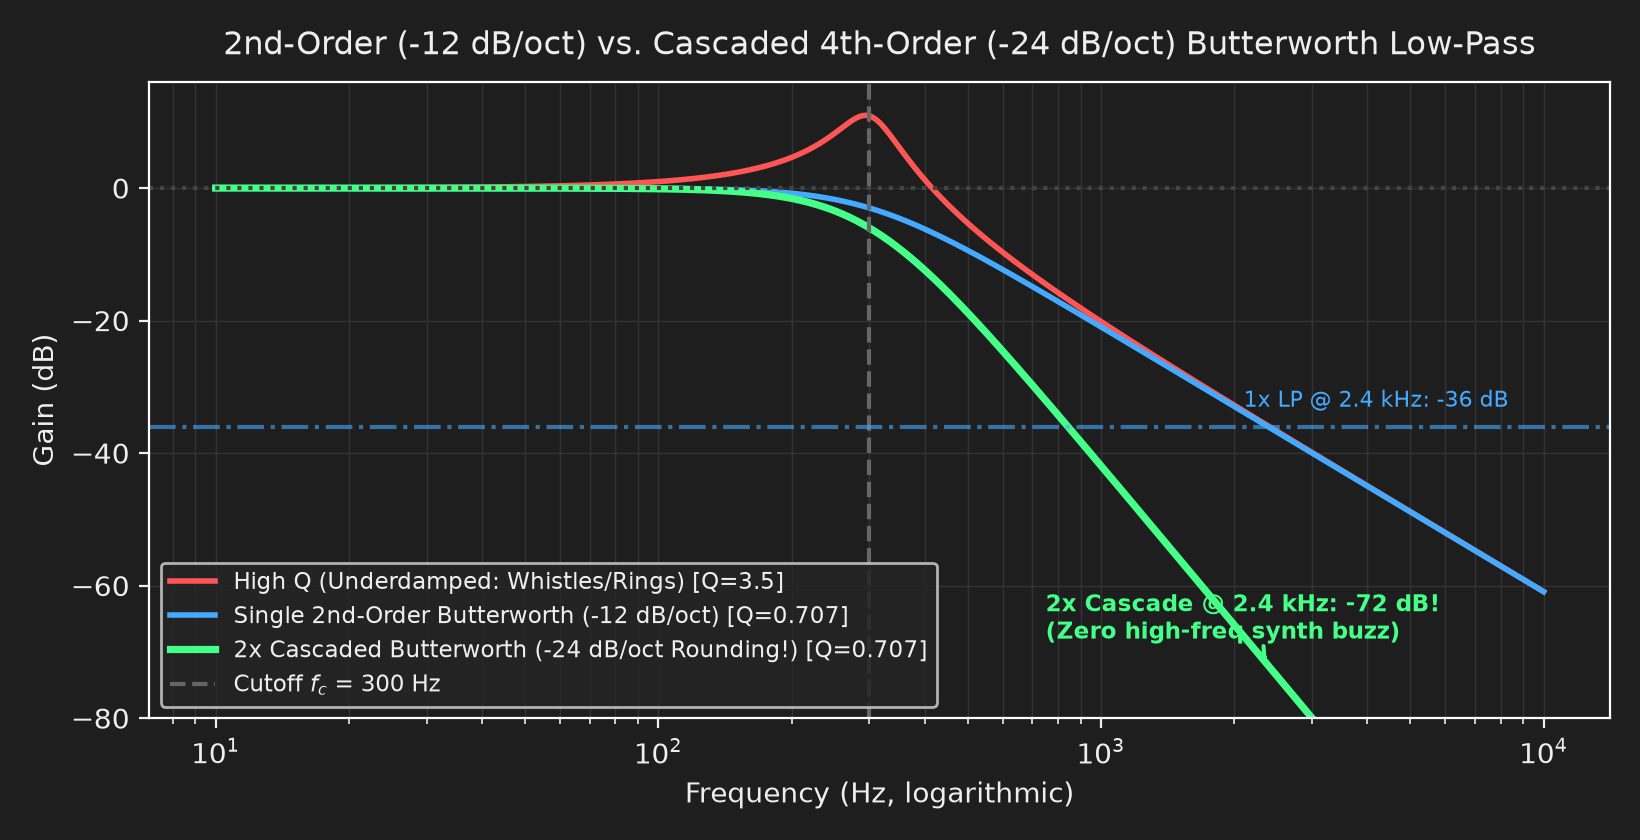 2nd-Order (-12 dB/oct) vs. Cascaded 4th-Order (-24 dB/oct) Butterworth Low-Pass
Gain (dB)
0
−20
−40
−60
−80
1x LP @ 2.4 kHz: -36 dB
2x Cascade @ 2.4 kHz: -72 dB!
(Zero high-freq synth buzz)
High Q (Underdamped: Whistles/Rings) [Q=3.5]
Single 2nd-Order Butterworth (-12 dB/oct) [Q=0.707]
2x Cascaded Butterworth (-24 dB/oct Rounding!) [Q=0.707]
Cutoff f_c = 300 Hz
10¹ 10² 10³ 10⁴
Frequency (Hz, logarithmic)